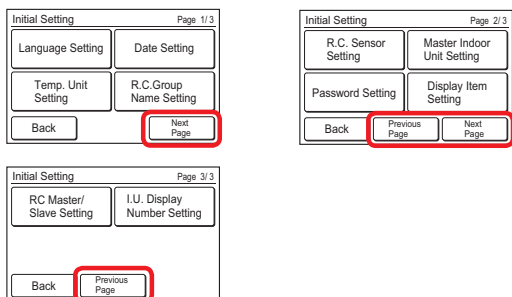 Initial Setting Page 1/3
Language Setting Date Setting
Temp. Unit
Setting
R.C.Group
Name Setting
Back
Next
Page
Initial Setting Page 2/3
R.C. Sensor
Setting
Master Indoor
Unit Setting
Password Setting
Display Item
Setting
Back
Previous
Page
Next
Page
Initial Setting Page 3/3
RC Master/
Slave Setting
I.U. Display
Number Setting
Back
Previous
Page